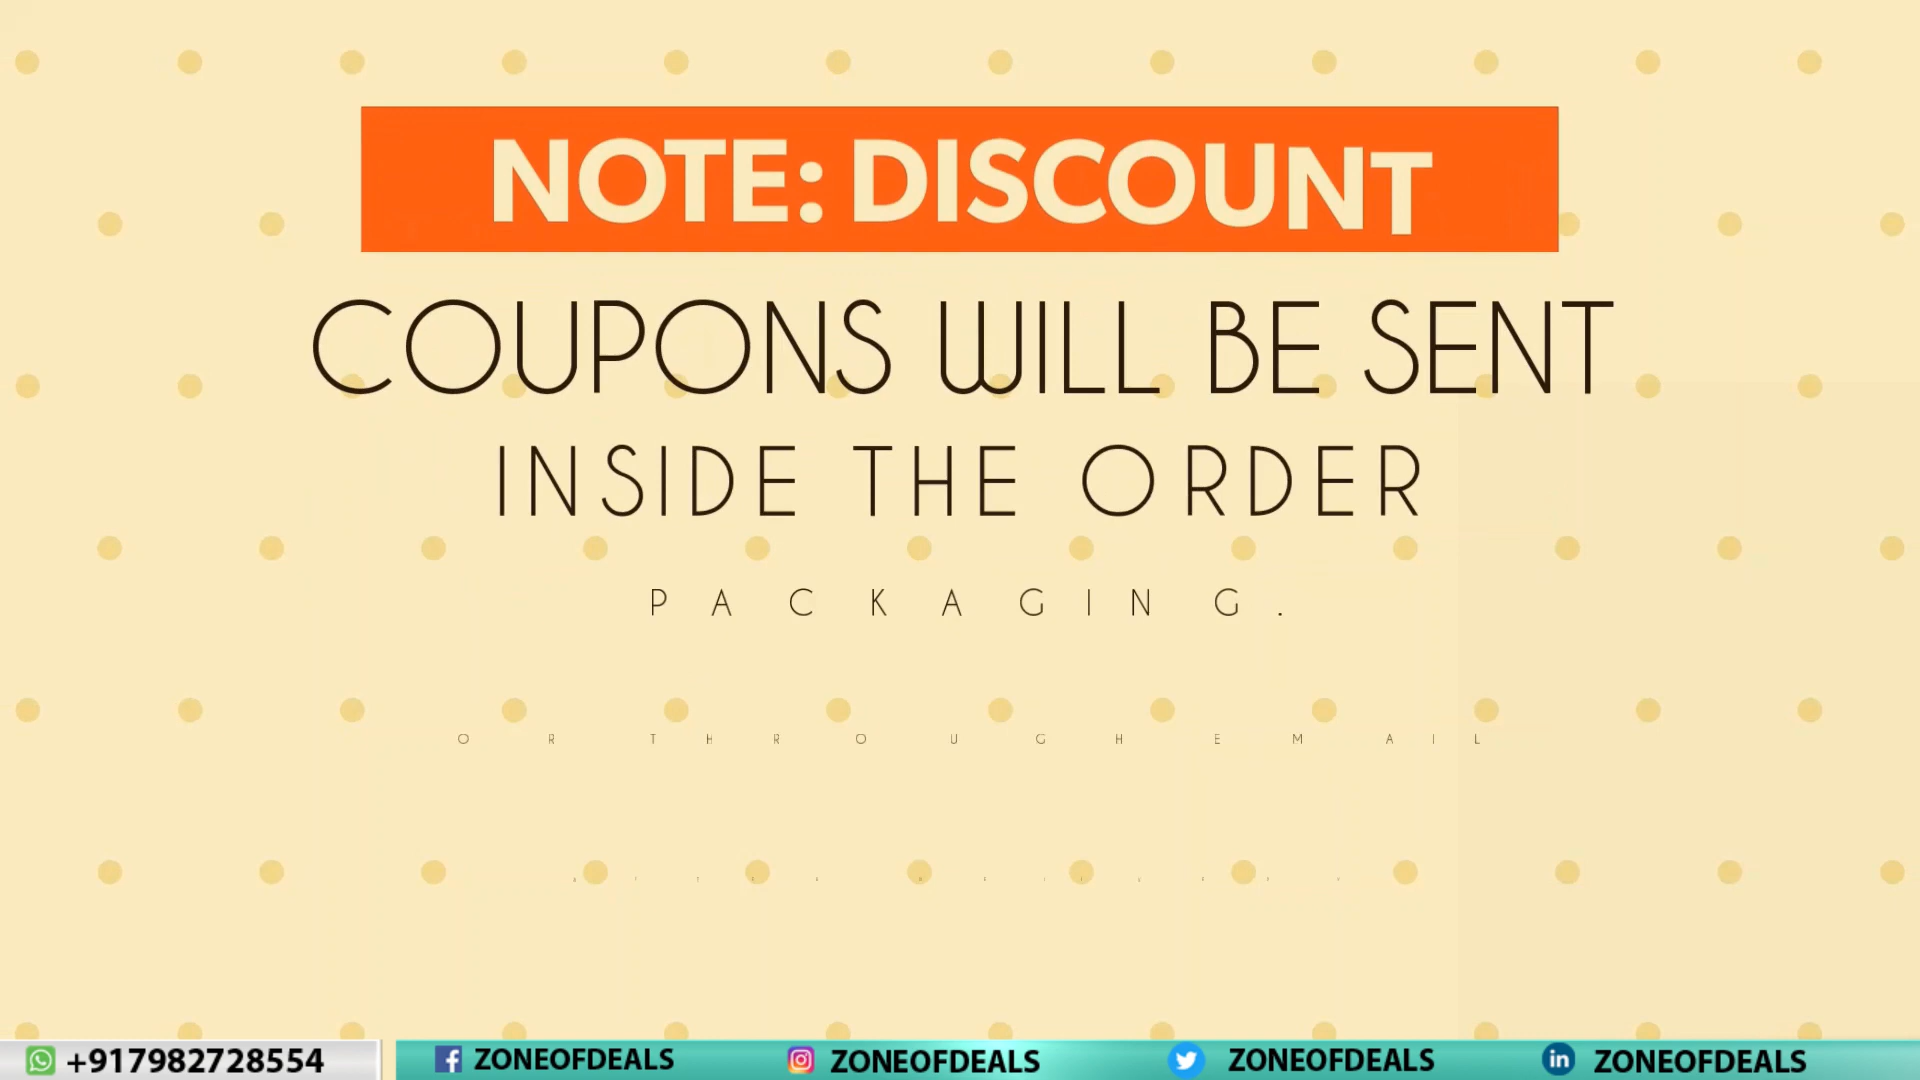 NOTE: DISCOUNT
COUPONS WILL BE SENT
INSIDE THE ORDER
PACKAGING.
OR THROUGH EMAIL
+917982728554 ZONEOFDEALS ZONEOFDEALS ZONEOFDEALS ZONEOFDEALS